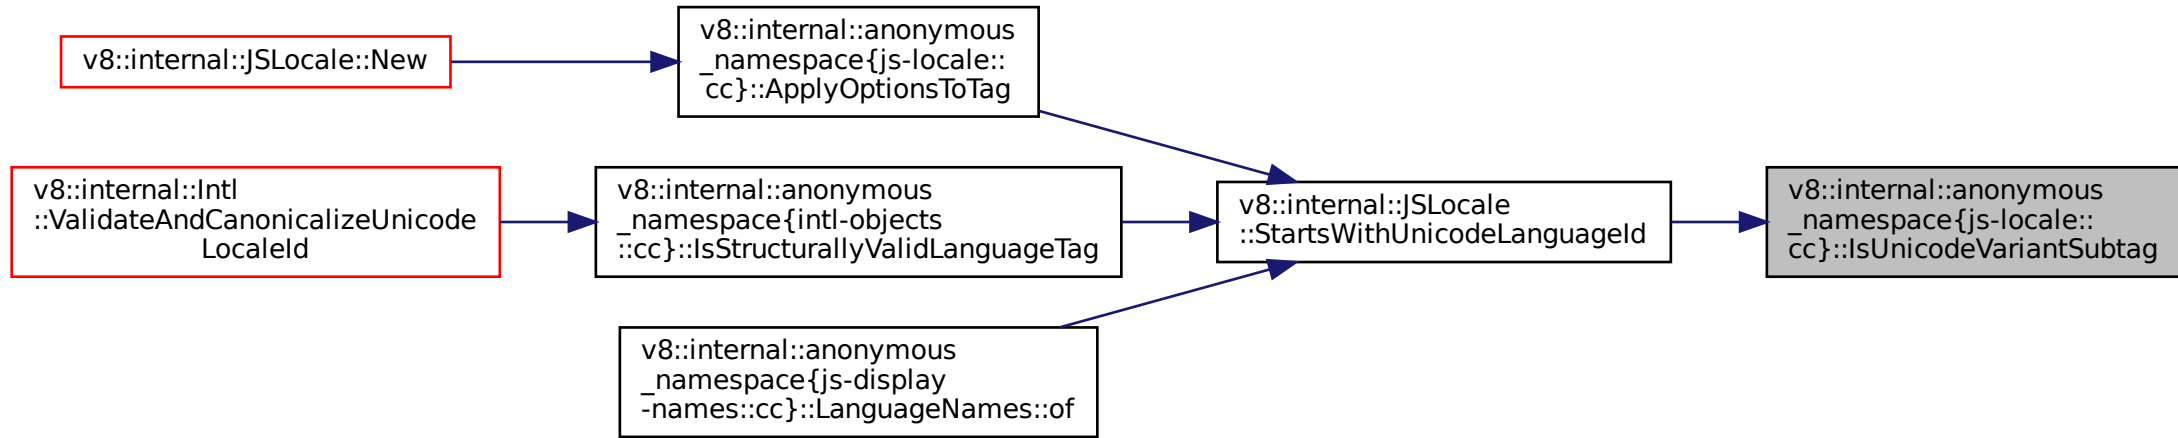 v8::internal::JSLocale::New
v8::internal::anonymous
_namespace{js-locale::
cc}::ApplyOptionsToTag
v8::internal::Intl
::ValidateAndCanonicalizeUnicode
LocaleId
v8::internal::anonymous
_namespace{intl-objects
::cc}::IsStructurallyValidLanguageTag
v8::internal::anonymous
_namespace{js-display
-names::cc}::LanguageNames::of
v8::internal::JSLocale
::StartsWithUnicodeLanguageId
v8::internal::anonymous
_namespace{js-locale::
cc}::IsUnicodeVariantSubtag